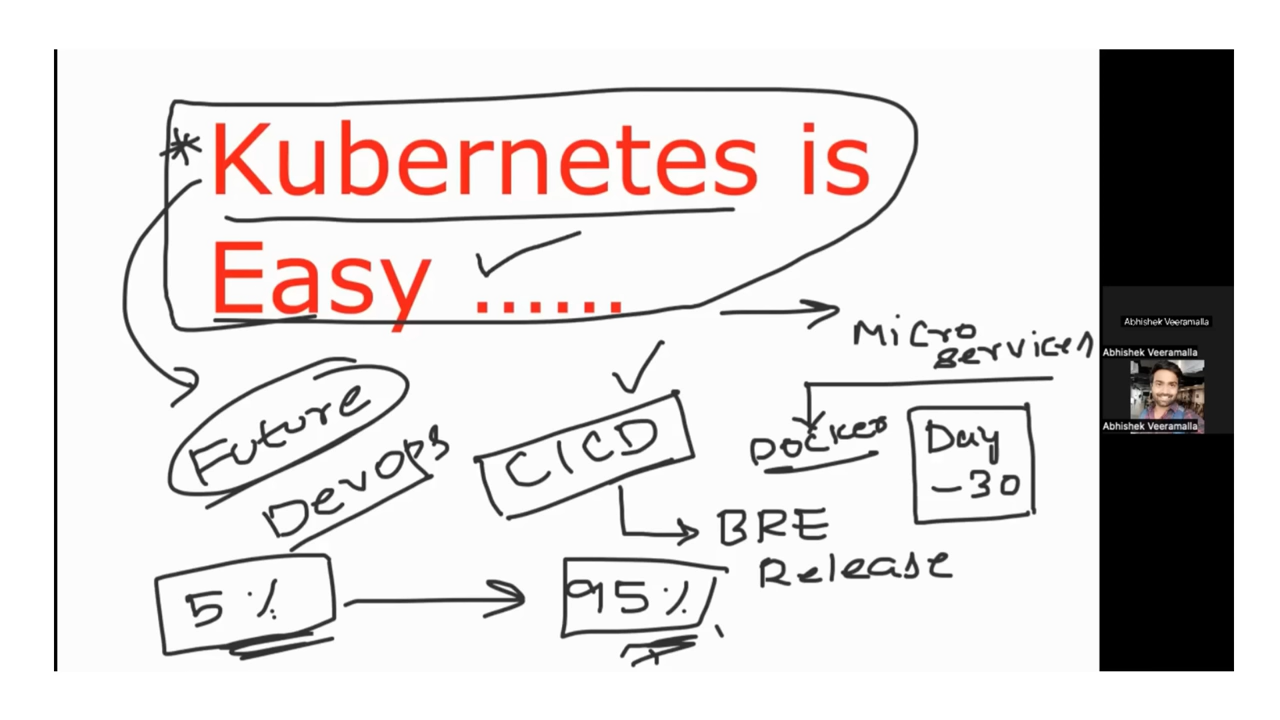 *Kubernetes is
Easy ......
Micro
services
Future
Devops
CICD
Docker
Day
-30
BRE
Release
5%
95%
Abhishek Veeramalla
Abhishek Veeramalla
Abhishek Veeramalla